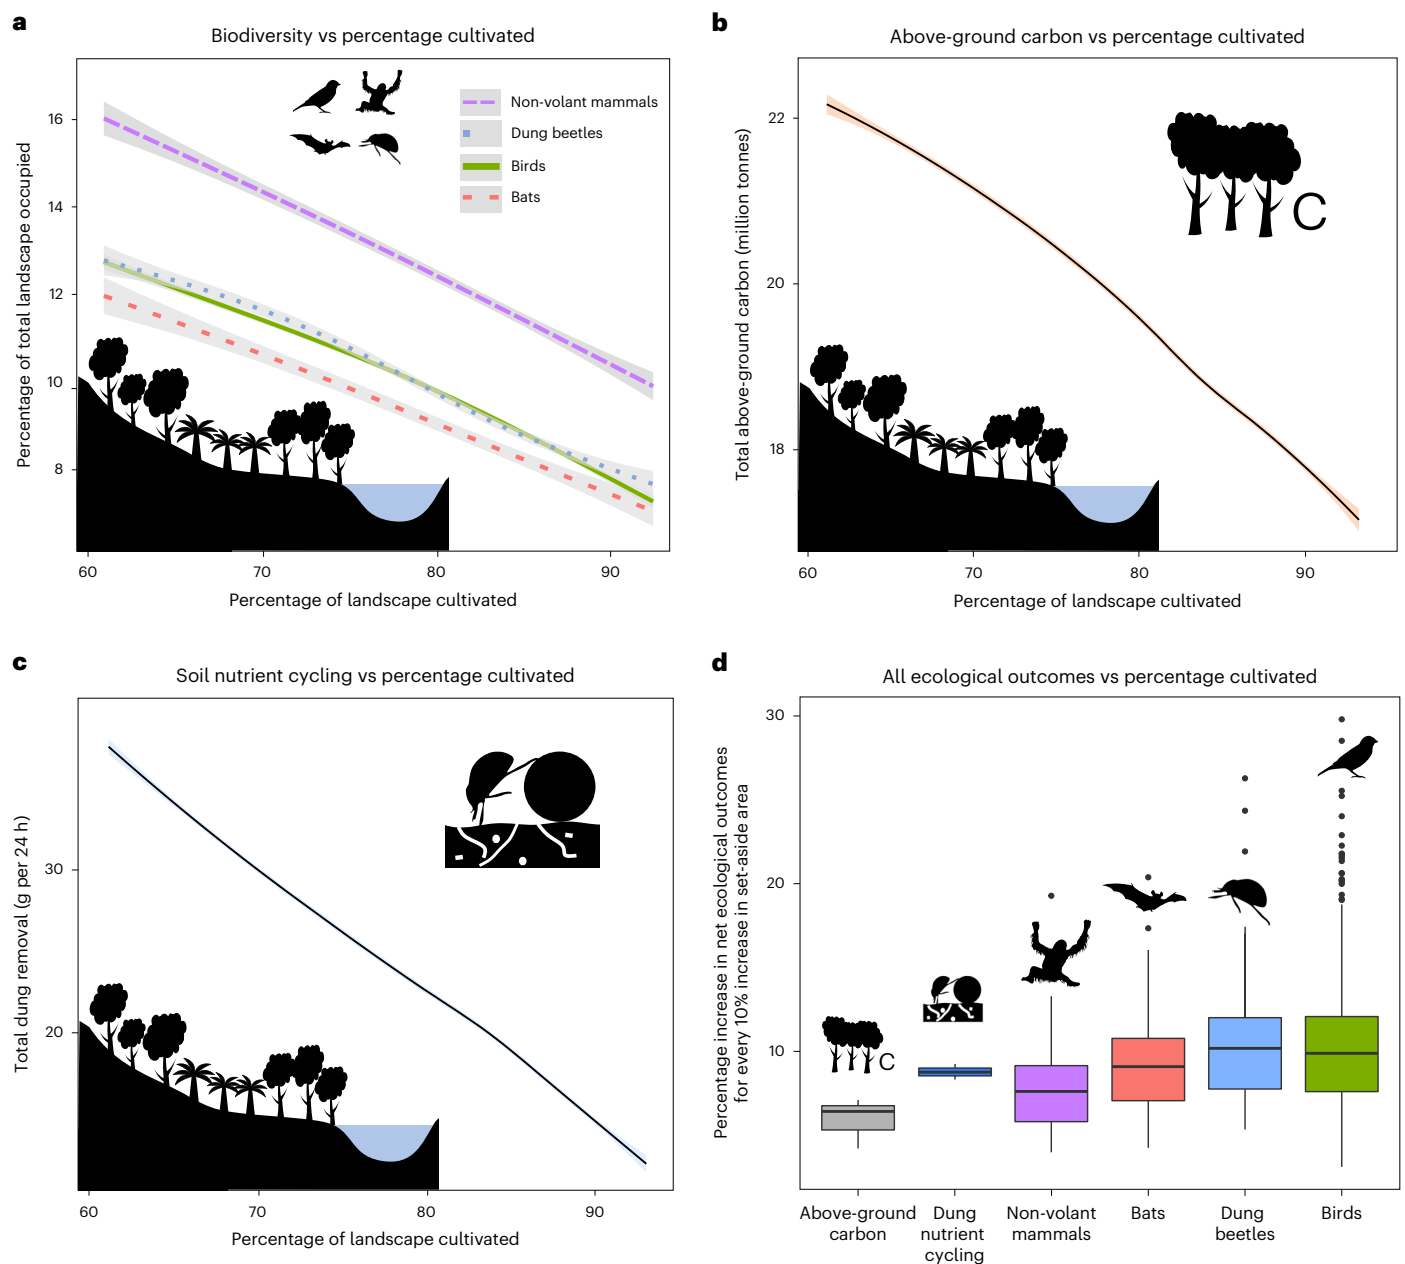 a
Biodiversity vs percentage cultivated
Percentage of total landscape occupied
16
14
12
10
8
Non-volant mammals
Dung beetles
Birds
Bats
60
70
80
90
Percentage of landscape cultivated
b
Above-ground carbon vs percentage cultivated
Total above-ground carbon (million tonnes)
22
20
18
C
60
70
80
90
Percentage of landscape cultivated
c
Soil nutrient cycling vs percentage cultivated
Total dung removal (g per 24 h)
30
20
60
70
80
90
Percentage of landscape cultivated
d
All ecological outcomes vs percentage cultivated
Percentage increase in net ecological outcomes
for every 10% increase in set-aside area
30
20
10
C
Above-ground
carbon
Dung
nutrient
cycling
Non-volant
mammals
Bats
Dung
beetles
Birds